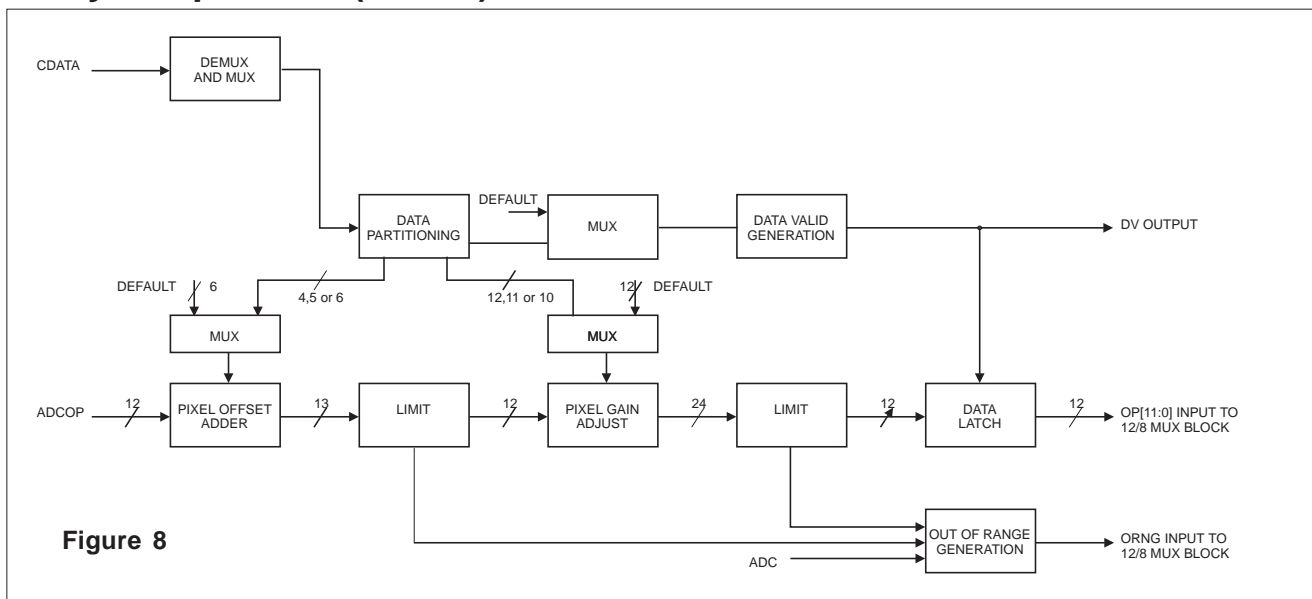 CDATA
DEMUX
AND MUX
DATA
PARTITIONING
DEFAULT
MUX
DATA VALID
GENERATION
DV OUTPUT
DEFAULT
6
4,5 or 6
12,11 or 10
12
DEFAULT
MUX
MUX
ADCOP
12
PIXEL OFFSET
ADDER
13
LIMIT
12
PIXEL GAIN
ADJUST
24
LIMIT
12
DATA
LATCH
12
OP[11:0] INPUT TO
12/8 MUX BLOCK
Figure 8
ADC
OUT OF RANGE
GENERATION
ORNG INPUT TO
12/8 MUX BLOCK